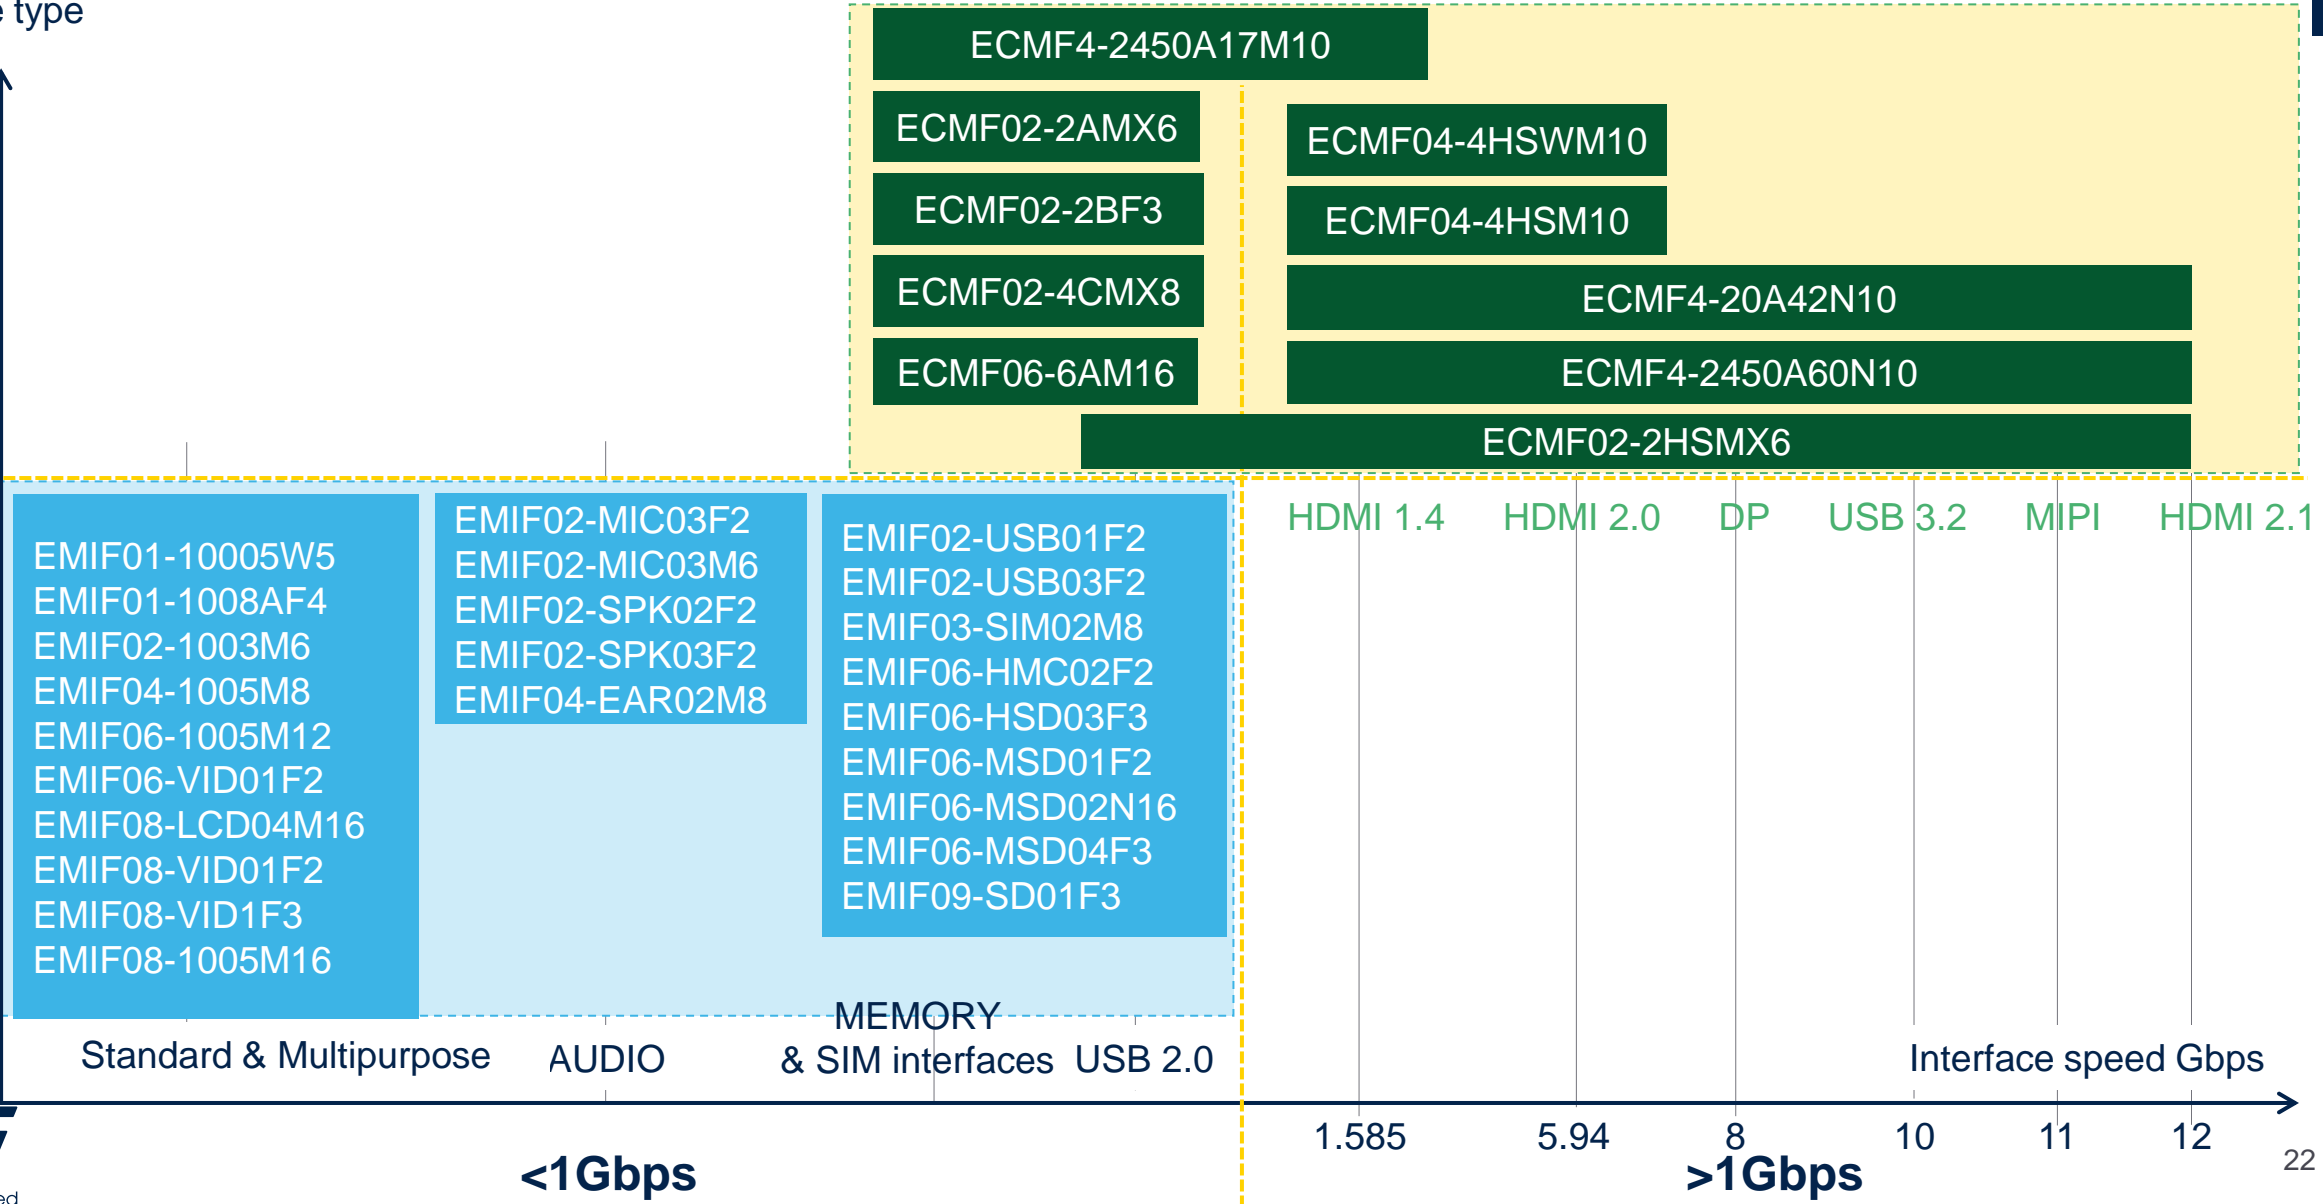 e type
ECMF4-2450A17M10
ECMF02-2AMX6
ECMF04-4HSWM10
ECMF02-2BF3
ECMF04-4HSM10
ECMF02-4CMX8
ECMF4-20A42N10
ECMF06-6AM16
ECMF4-2450A60N10
ECMF02-2HSMX6
EMIF01-10005W5
EMIF01-1008AF4
EMIF02-1003M6
EMIF04-1005M8
EMIF06-1005M12
EMIF06-VID01F2
EMIF08-LCD04M16
EMIF08-VID01F2
EMIF08-VID1F3
EMIF08-1005M16
EMIF02-MIC03F2
EMIF02-MIC03M6
EMIF02-SPK02F2
EMIF02-SPK03F2
EMIF04-EAR02M8
EMIF02-USB01F2
EMIF02-USB03F2
EMIF03-SIM02M8
EMIF06-HMC02F2
EMIF06-HSD03F3
EMIF06-MSD01F2
EMIF06-MSD02N16
EMIF06-MSD04F3
EMIF09-SD01F3
HDMI 1.4 HDMI 2.0 DP USB 3.2 MIPI HDMI 2.1
Standard & Multipurpose
AUDIO
MEMORY
& SIM interfaces
USB 2.0
Interface speed Gbps
1.585 5.94 8 10 11 12
<1Gbps
>1Gbps
22
ed